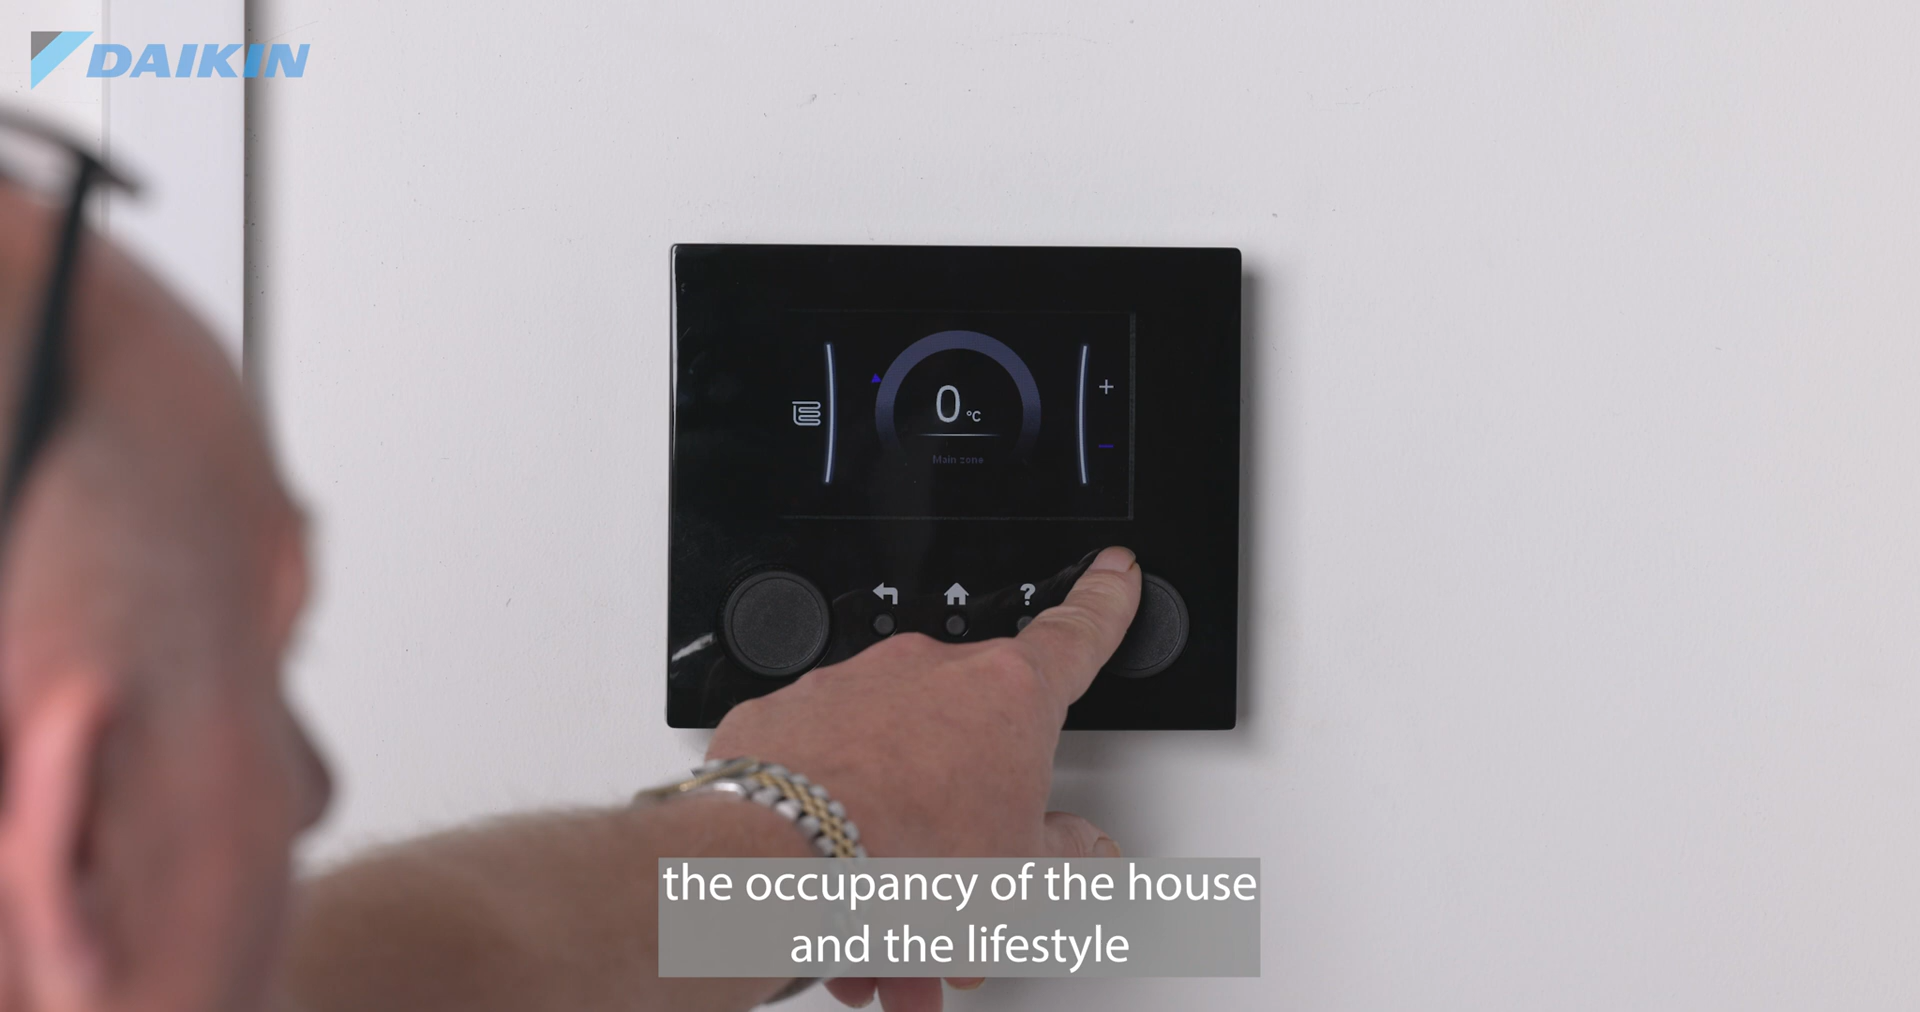 DAIKIN
0 °C
Main zone
?
the occupancy of the house
and the lifestyle